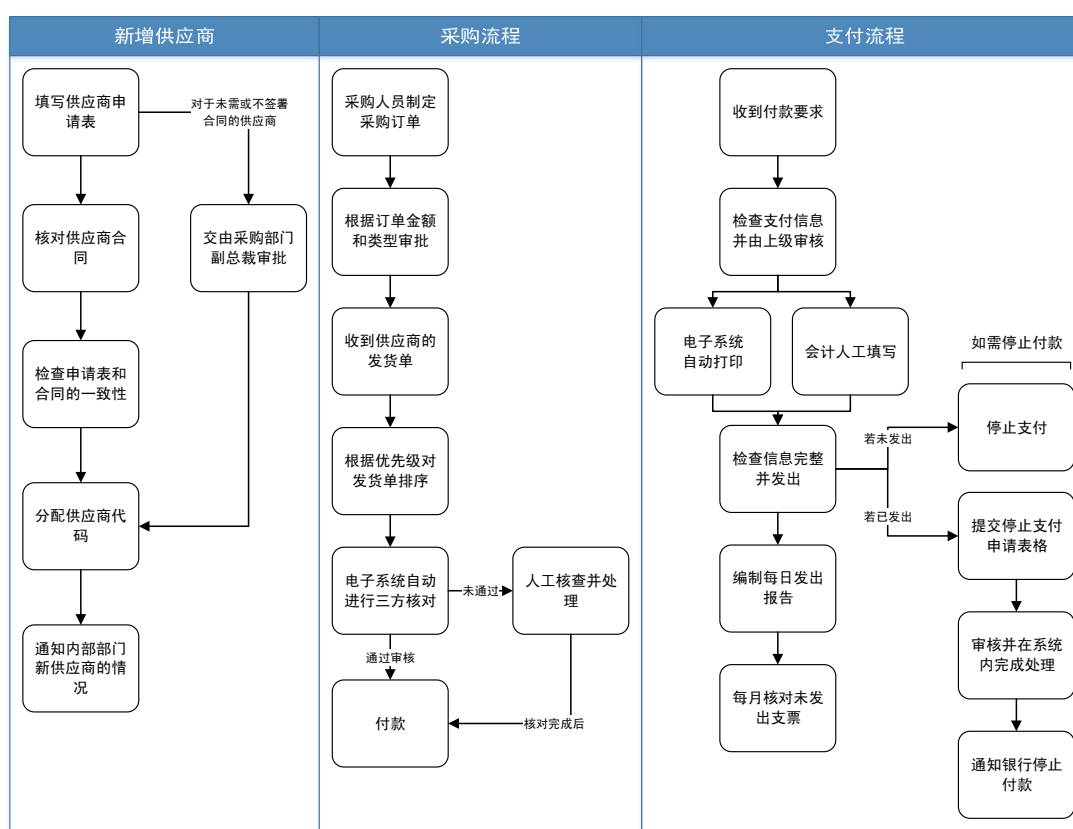 新增供应商
采购流程
支付流程
填写供应商申
请表
对于未需或不签署
合同的供应商
核对供应商合
同
交由采购部门
副总裁审批
检查申请表和
合同的一致性
分配供应商代
码
通知内部部门
新供应商的情
况
采购人员制定
采购订单
根据订单金额
和类型审批
收到供应商的
发货单
根据优先级对
发货单排序
电子系统自动
进行三方核对
未通过
人工核查并处
理
通过审核
付款
核对完成后
收到付款要求
检查支付信息
并由上级审核
电子系统
自动打印
会计人工填写
如需停止付款
检查信息完整
并发出
若未发出
停止支付
若已发出
提交停止支付
申请表格
编制每日发出
报告
审核并在系统
内完成处理
每月核对未发
出支票
通知银行停止
付款